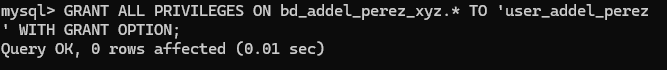 mysql> GRANT ALL PRIVILEGES ON bd_addel_perez_xyz.* TO 'user_addel_perez
' WITH GRANT OPTION;
Query OK, 0 rows affected (0.01 sec)